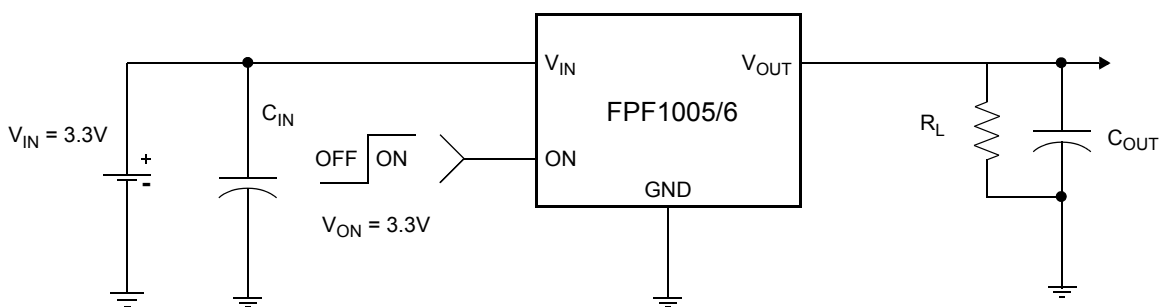 V_IN V_OUT
FPF1005/6
C_IN
R_L
V_IN = 3.3V
C_OUT
+
-
OFF ON
ON
GND
V_ON = 3.3V